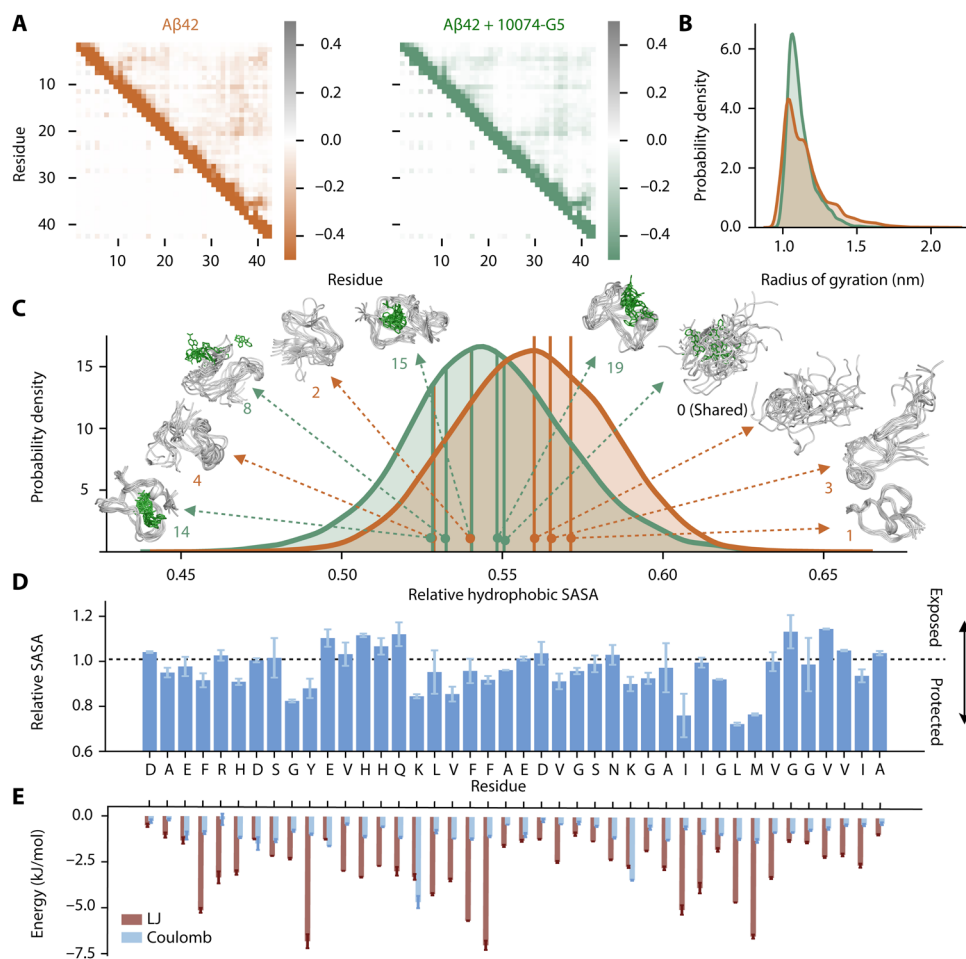 A
Aβ42
Aβ42 + 10074-G5
B
0.4
0.2
0.0
−0.2
−0.4
0.4
0.2
0.0
−0.2
−0.4
Residue
10
20
30
40
10 20 30 40
10 20 30 40
Residue
Probability density
6.0
4.0
2.0
0.0
1.0 1.5 2.0
Radius of gyration (nm)
C
Probability density
15
10
5
14
4
8
2
15
19
0 (Shared)
3
1
0.45 0.50 0.55 0.60 0.65
Relative hydrophobic SASA
D
Relative SASA
1.2
1.0
0.8
0.6
Exposed
Protected
D A E F R H D S G Y E V H H Q K L V F F A E D V G S N K G A I I G L M V G G V V I A
Residue
E
Energy (kJ/mol)
0.0
−2.5
−5.0
−7.5
LJ
Coulomb